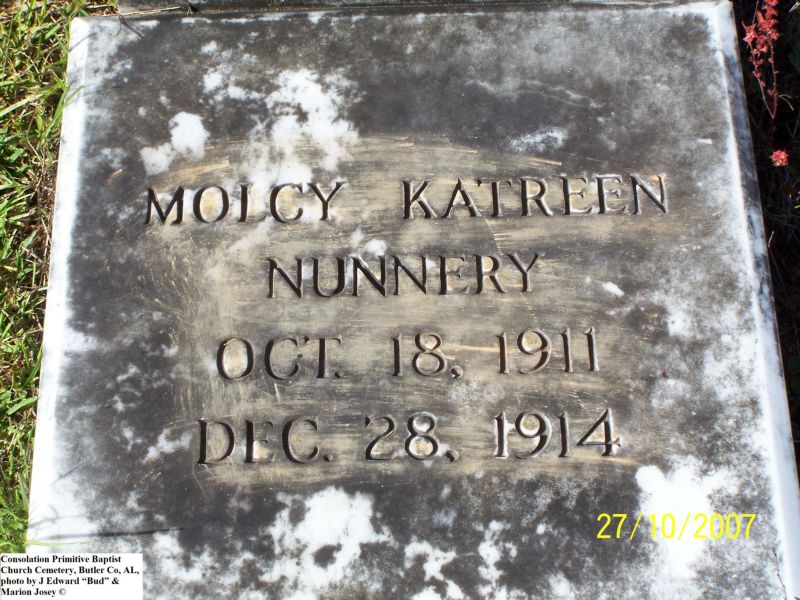 MOLCY KATREEN
NUNNERY
OCT. 18, 1911
DEC. 28, 1914
27/10/2007
Consolation Primitive Baptist
Church Cemetery, Butler Co, AL,
photo by J Edward “Bud” &
Marion Josey ©